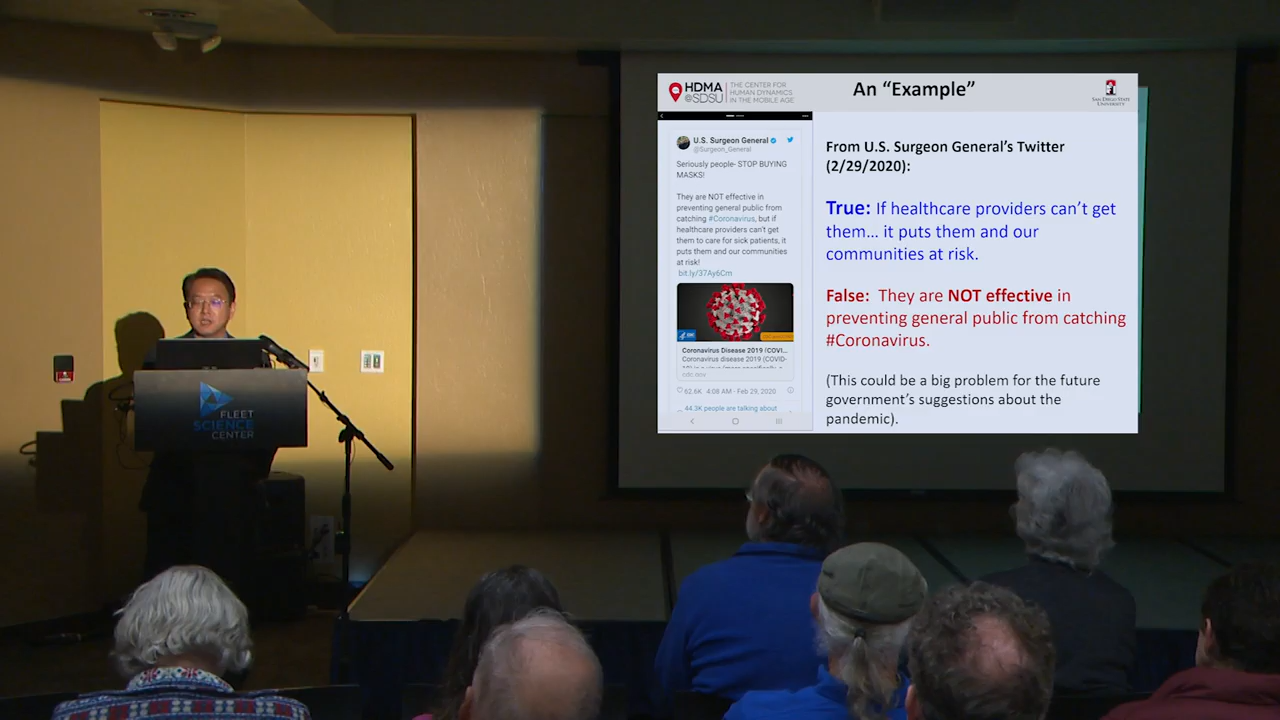 HDMA
@SDSU
THE CENTER FOR
HUMAN DYNAMICS
IN THE MOBILE AGE
An “Example”
SAN DIEGO STATE
UNIVERSITY
U.S. Surgeon General
@Surgeon_General
Seriously people- STOP BUYING
MASKS!
They are NOT effective in
preventing general public from
catching #Coronavirus, but if
healthcare providers can't get
them to care for sick patients, it
puts them and our communities
at risk!
bit.ly/37Ay6Cm
Coronavirus Disease 2019 (COVI...
Coronavirus disease 2019 (COVID-
cdc.gov
62.6K 4:08 AM - Feb 29, 2020
44.3K people are talking about
From U.S. Surgeon General’s Twitter
(2/29/2020):
True: If healthcare providers can’t get
them... it puts them and our
communities at risk.
False: They are NOT effective in
preventing general public from catching
#Coronavirus.
(This could be a big problem for the future
government’s suggestions about the
pandemic).
FLEET
SCIENCE
CENTER